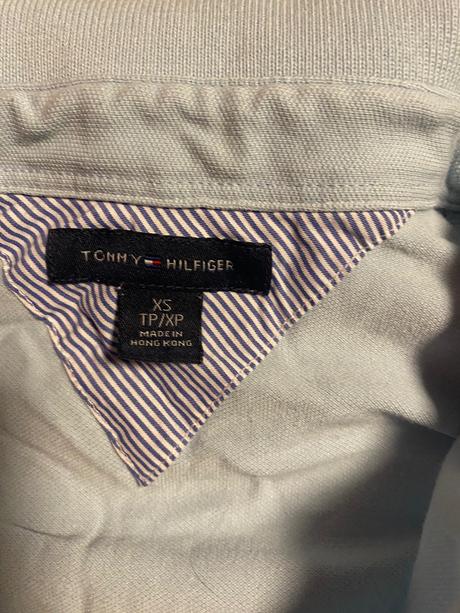 TOMMY HILFIGER
XS
TP/XP
MADE IN
HONG KONG